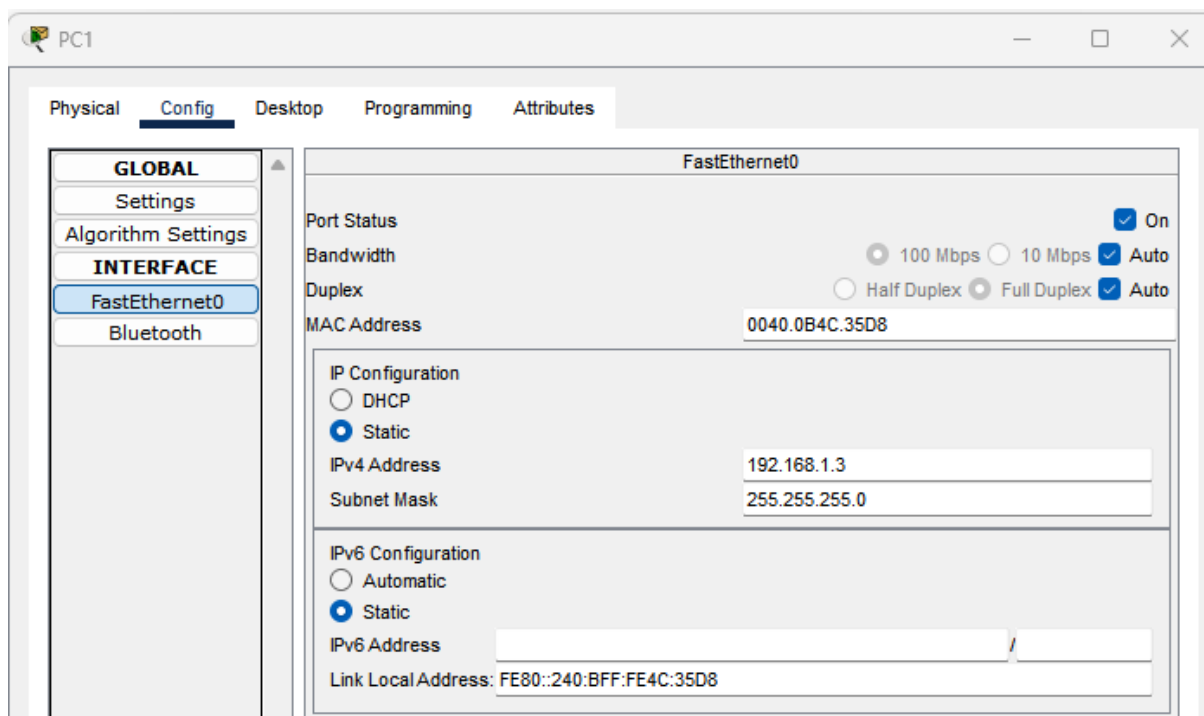 PC1
Physical Config Desktop Programming Attributes
GLOBAL
Settings
Algorithm Settings
INTERFACE
FastEthernet0
Bluetooth
FastEthernet0
Port Status On
Bandwidth 100 Mbps 10 Mbps Auto
Duplex Half Duplex Full Duplex Auto
MAC Address 0040.0B4C.35D8
IP Configuration
DHCP
Static
IPv4 Address 192.168.1.3
Subnet Mask 255.255.255.0
IPv6 Configuration
Automatic
Static
IPv6 Address /
Link Local Address: FE80::240:BFF:FE4C:35D8